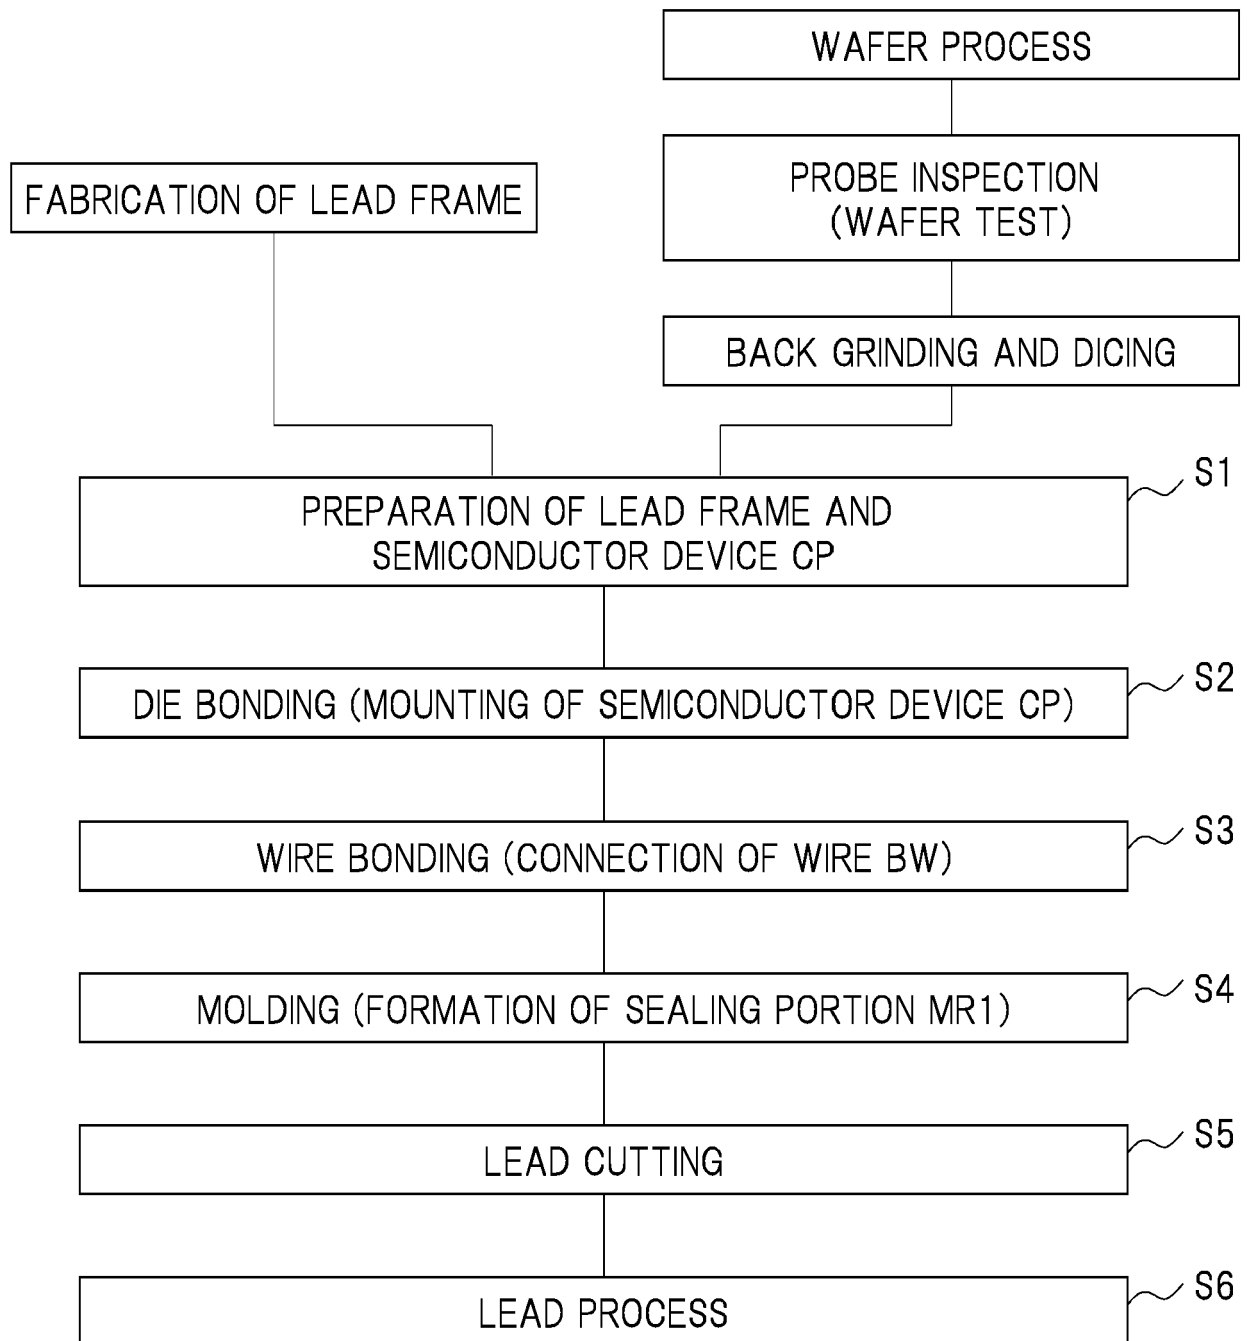 WAFER PROCESS
PROBE INSPECTION
(WAFER TEST)
FABRICATION OF LEAD FRAME
BACK GRINDING AND DICING
S1
PREPARATION OF LEAD FRAME AND
SEMICONDUCTOR DEVICE CP
S2
DIE BONDING (MOUNTING OF SEMICONDUCTOR DEVICE CP)
S3
WIRE BONDING (CONNECTION OF WIRE BW)
S4
MOLDING (FORMATION OF SEALING PORTION MR1)
S5
LEAD CUTTING
S6
LEAD PROCESS